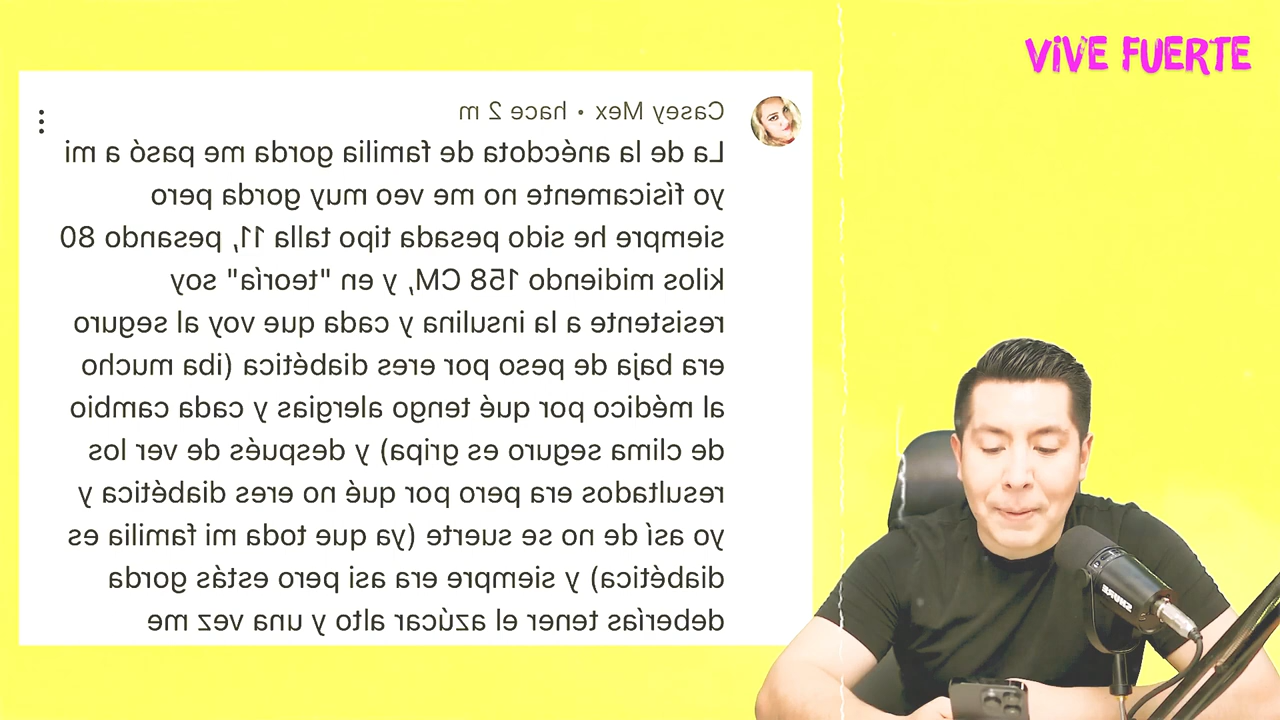 VIVE FUERTE
Casey Mex • hace 2 m
La de la anécdota de familia gorda me pasó a mi
yo físicamente no me veo muy gorda pero
siempre he sido pesada tipo talla 11, pesando 80
kilos midiendo 158 CM, y en "teoría" soy
resistente a la insulina y cada que voy al seguro
era baja de peso por eres diabética (iba mucho
al médico por qué tengo alergias y cada cambio
de clima seguro es gripa) y después de ver los
resultados era pero por qué no eres diabética y
yo así de no se suerte (ya que toda mi familia es
diabética) y siempre era asi pero estás gorda
deberías tener el azúcar alto y una vez me
SHURE